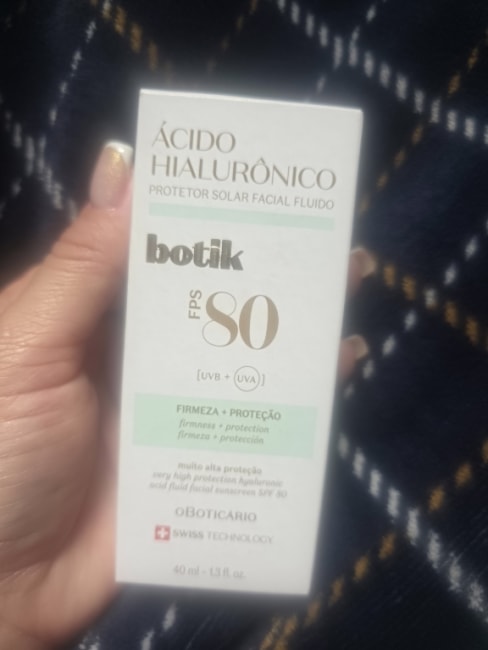 ÁCIDO
HIALURÔNICO
PROTETOR SOLAR FACIAL FLUIDO
botik
FPS 80
[UVB + UVA]
FIRMEZA + PROTEÇÃO
firmness + protection
firmeza + protección
muito alta proteção
very high protection hyaluronic
acid fluid facial sunscreen SPF 80
oBOTICÁRIO
SWISS TECHNOLOGY
40 ml - 1.3 fl. oz.